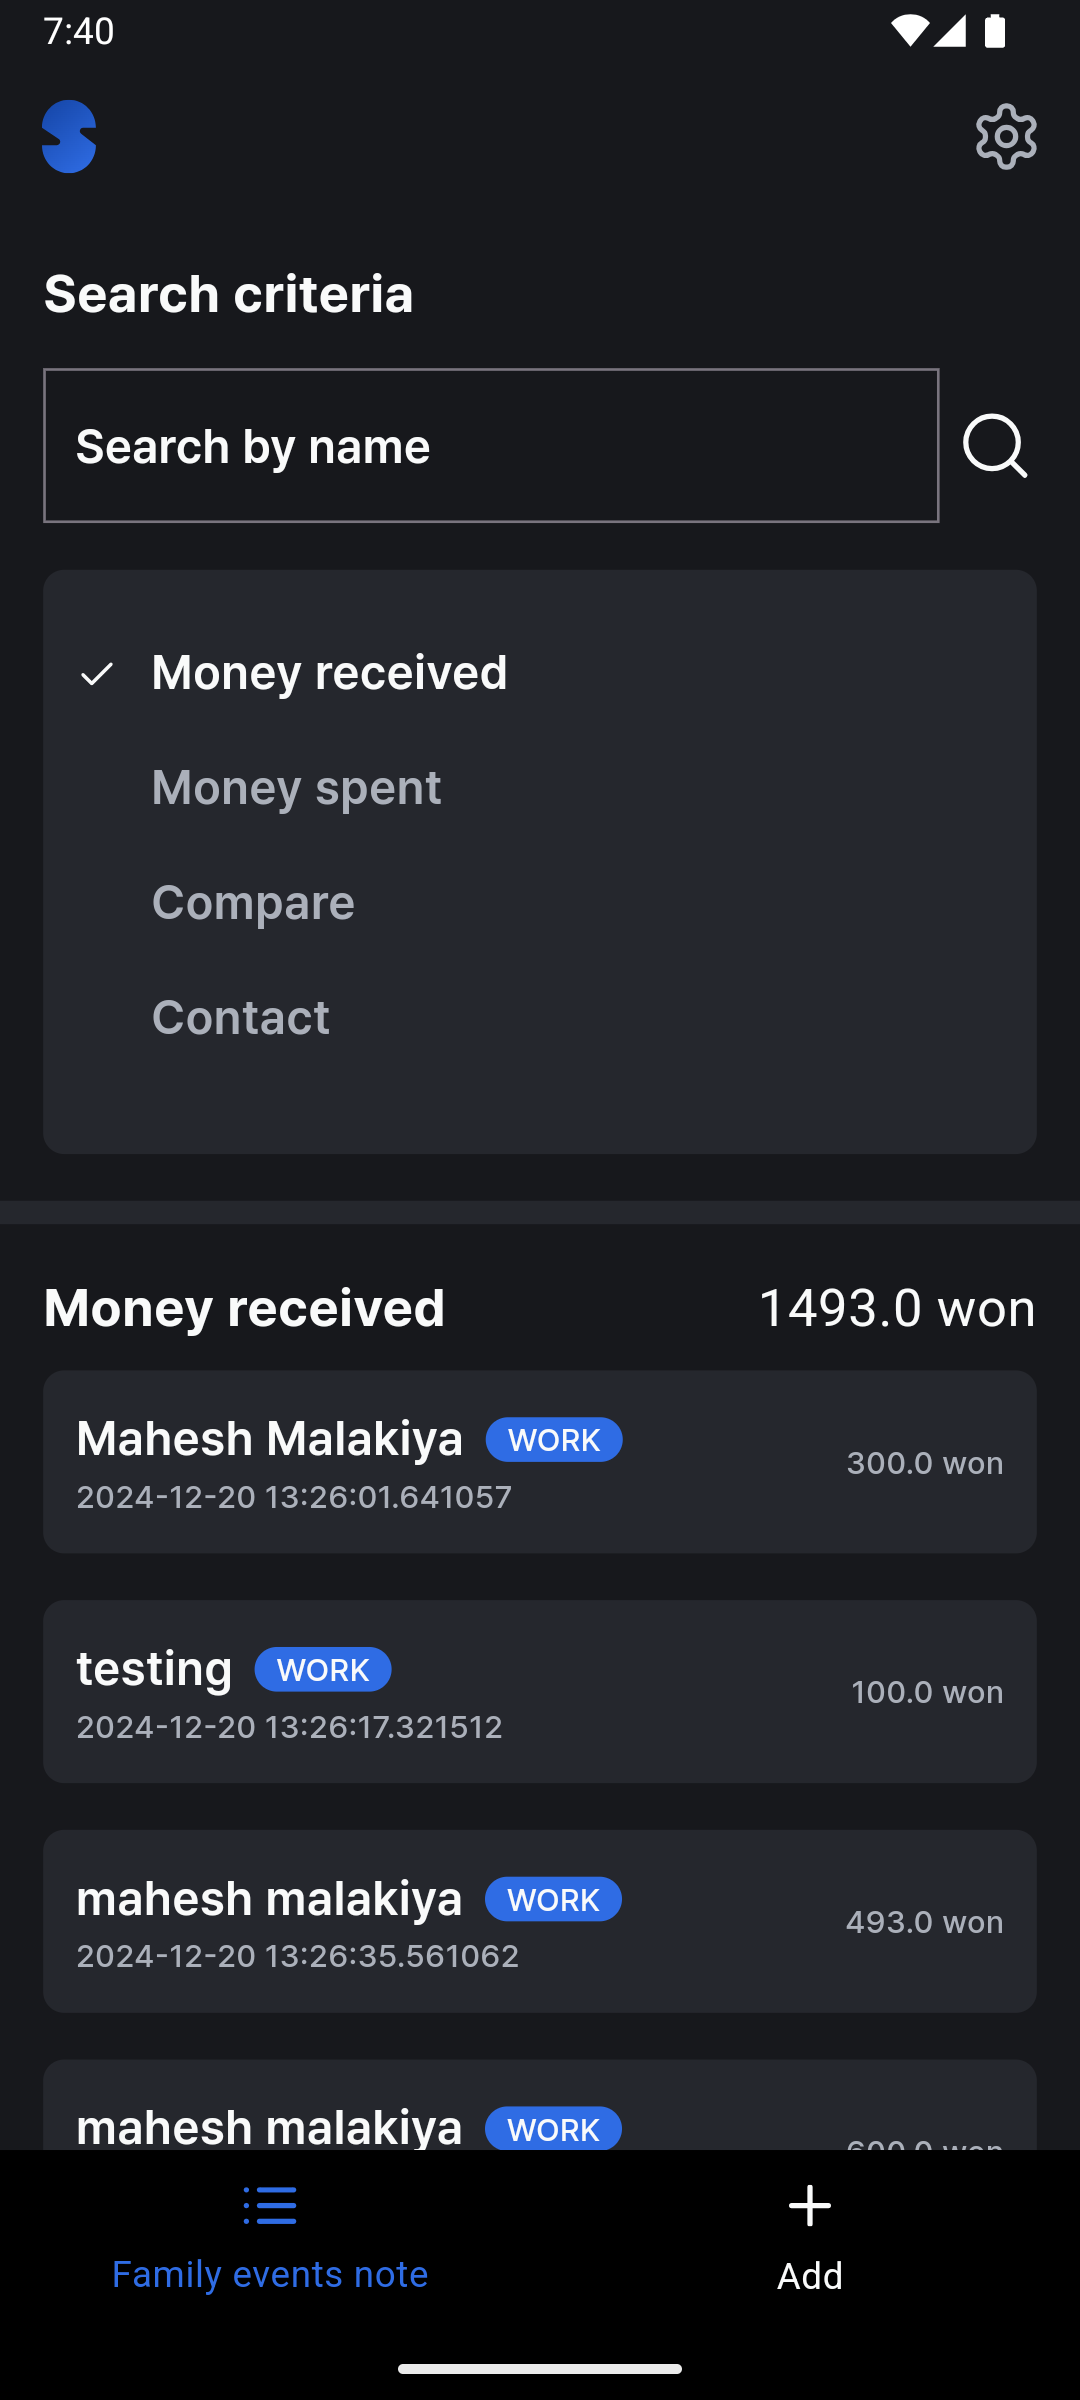 7:40
Search criteria
Search by name
Money received
Money spent
Compare
Contact
Money received 1493.0 won
Mahesh Malakiya WORK
300.0 won
2024-12-20 13:26:01.641057
testing WORK
100.0 won
2024-12-20 13:26:17.321512
mahesh malakiya WORK
493.0 won
2024-12-20 13:26:35.561062
mahesh malakiya WORK
600.0 won
Family events note
Add